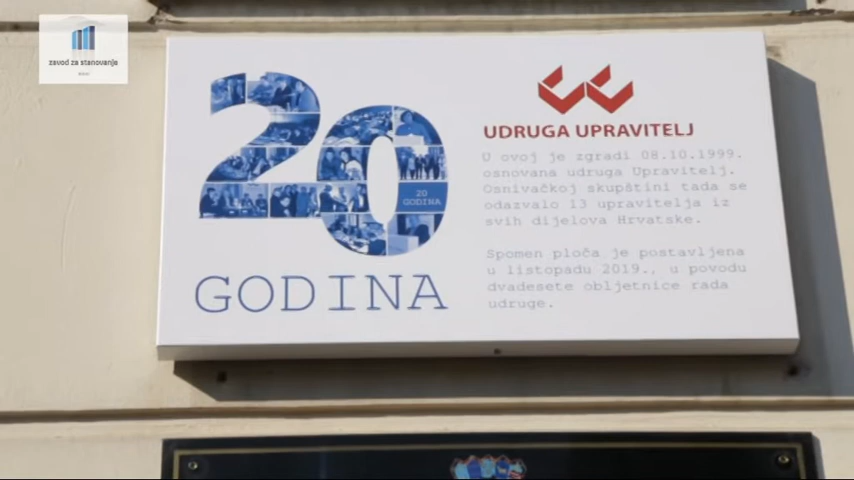 zavod za stanovanje
20
GODINA
20
GODINA
UDRUGA UPRAVITELJ
U ovoj je zgradi 08.10.1999.
osnovana udruga Upravitelj.
Osnivačkoj skupštini tada se
odazvalo 13 upravitelja iz
svih dijelova Hrvatske.
Spomen ploča je postavljena
u listopadu 2019., u povodu
dvadesete obljetnice rada
udruge.